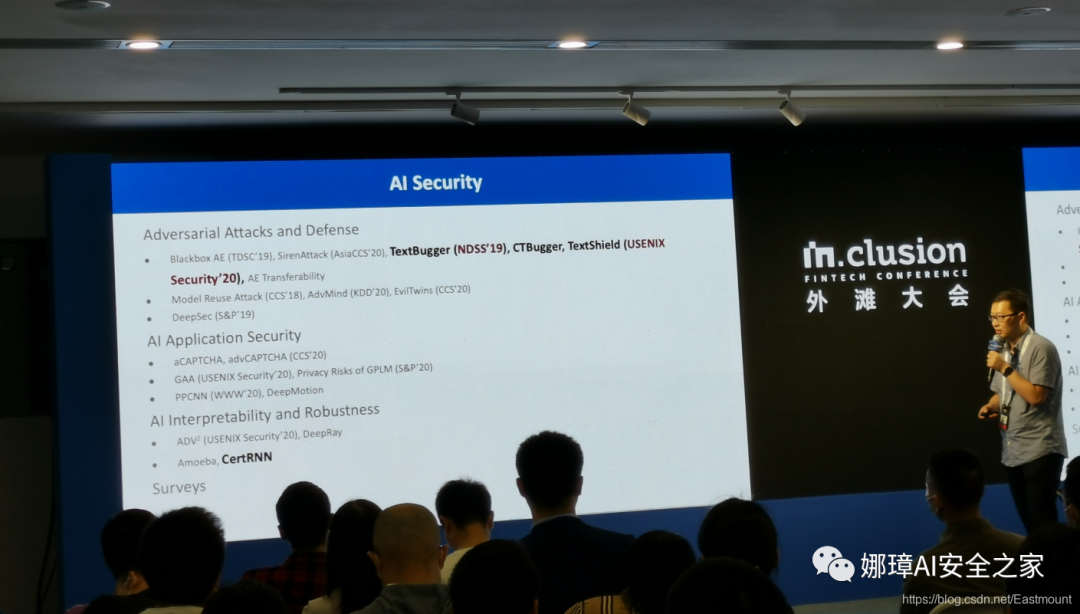 AI Security
Adversarial Attacks and Defense
• Blackbox AE (TDSC'19), SirenAttack (AsiaCCS'20), TextBugger (NDSS'19), CTBugger, TextShield (USENIX
Security'20), AE Transferability
• Model Reuse Attack (CCS'18), AdvMind (KDD'20), EvilTwins (CCS'20)
• DeepSec (S&P'19)
AI Application Security
• aCAPTCHA, advCAPTCHA (CCS'20)
• GAA (USENIX Security'20), Privacy Risks of GPLM (S&P'20)
• PPCNN (WWW'20), DeepMotion
AI Interpretability and Robustness
• ADV² (USENIX Security'20), DeepRay
• Amoeba, CertRNN
Surveys
in.clusion
FINTECH CONFERENCE
外滩大会
Adve
AI A
AI
娜璋AI安全之家
https://blog.csdn.net/Eastmount